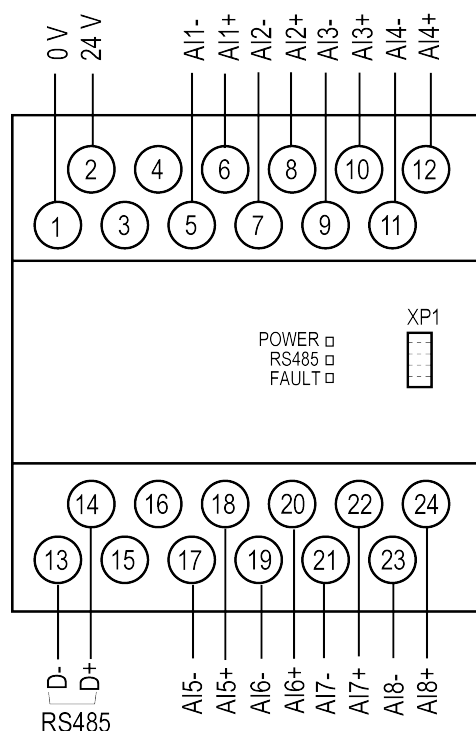 0 V
24 V
AI1-
AI1+
AI2-
AI2+
AI3-
AI3+
AI4-
AI4+
2
4
6
8
10
12
1
3
5
7
9
11
XP1
POWER
RS485
FAULT
14
16
18
20
22
24
13
15
17
19
21
23
D-
D+
AI5-
AI5+
AI6-
AI6+
AI7-
AI7+
AI8-
AI8+
RS485